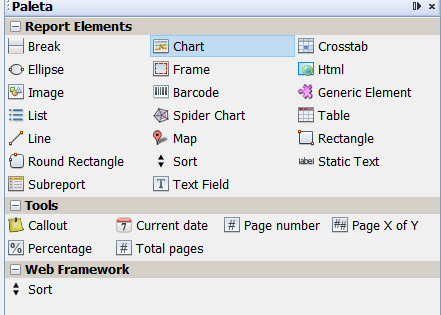 Paleta
Report Elements
Break Chart Crosstab
Ellipse Frame Html
Image Barcode Generic Element
List Spider Chart Table
Line Map Rectangle
Round Rectangle Sort label Static Text
Subreport T Text Field
Tools
Callout 7 Current date # Page number ## Page X of Y
% Percentage # Total pages
Web Framework
Sort